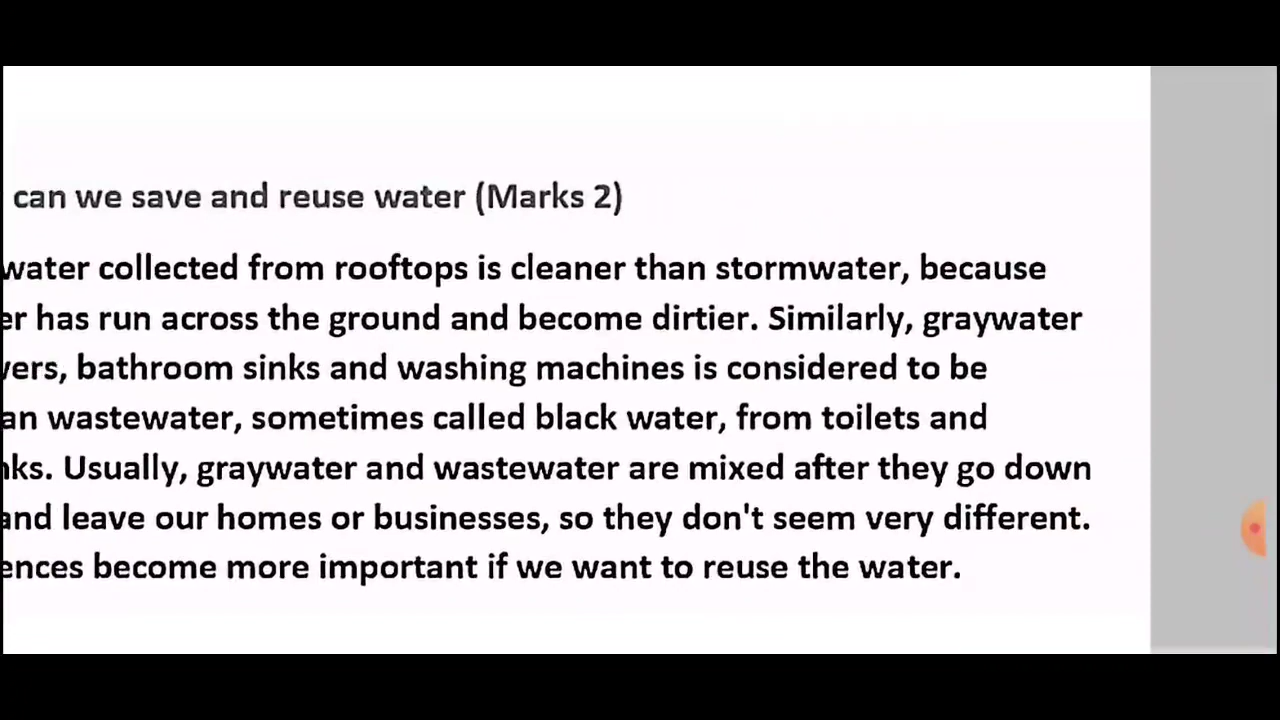 can we save and reuse water (Marks 2)
water collected from rooftops is cleaner than stormwater, because
er has run across the ground and become dirtier. Similarly, graywater
ers, bathroom sinks and washing machines is considered to be
an wastewater, sometimes called black water, from toilets and
ks. Usually, graywater and wastewater are mixed after they go down
and leave our homes or businesses, so they don't seem very different.
ences become more important if we want to reuse the water.